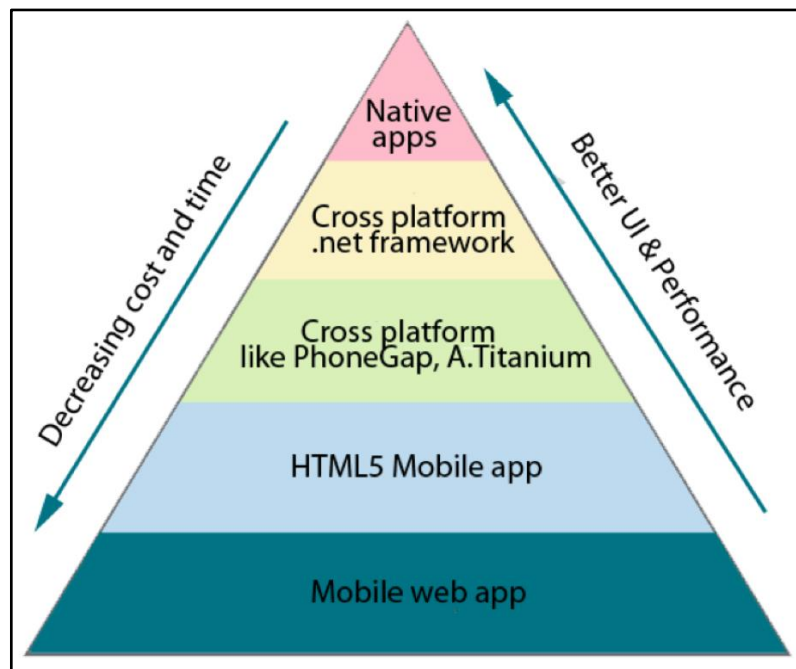 Native
apps
Cross platform
.net framework
Cross platform
like PhoneGap, A.Titanium
HTML5 Mobile app
Mobile web app
Decreasing cost and time
Better UI & Performance